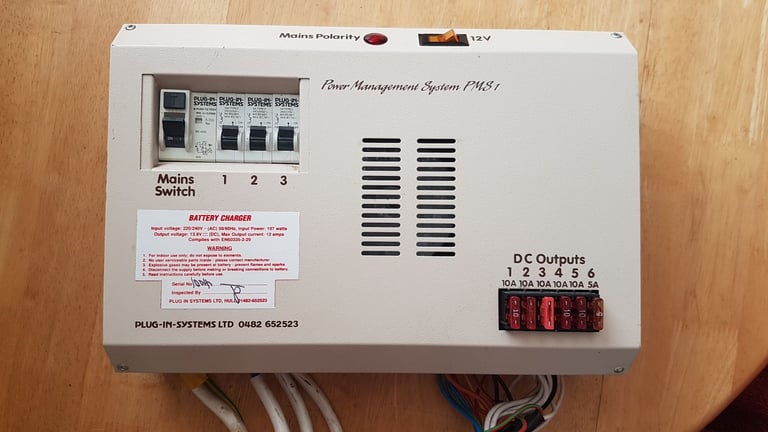 Mains Polarity
12V
Power Management System PMS1
PLUG-IN-SYSTEMS
PLUG-IN-SYSTEMS
PLUG-IN-SYSTEMS
PLUG-IN-SYSTEMS
Mains Switch
1 2 3
BATTERY CHARGER
Input voltage: 220/240V - (AC) 50/60Hz, Input Power: 197 watts
Output voltage: 13.8V (DC), Max Output current: 12 amps
Complies with EN60335-2-29
WARNING
1. For indoor use only; do not expose to elements.
2. No user serviceable parts inside - please contact manufacturer.
3. Explosive gases may be present at battery - prevent flames and sparks
4. Disconnect the supply before making or breaking connections to battery.
5. Read instructions carefully before use.
Serial No
Inspected By
PLUG IN SYSTEMS LTD, HULL 01482-652523
PLUG-IN-SYSTEMS LTD 0482 652523
DC Outputs
1 2 3 4 5 6
10A 10A 10A 10A 10A 5A
10
10